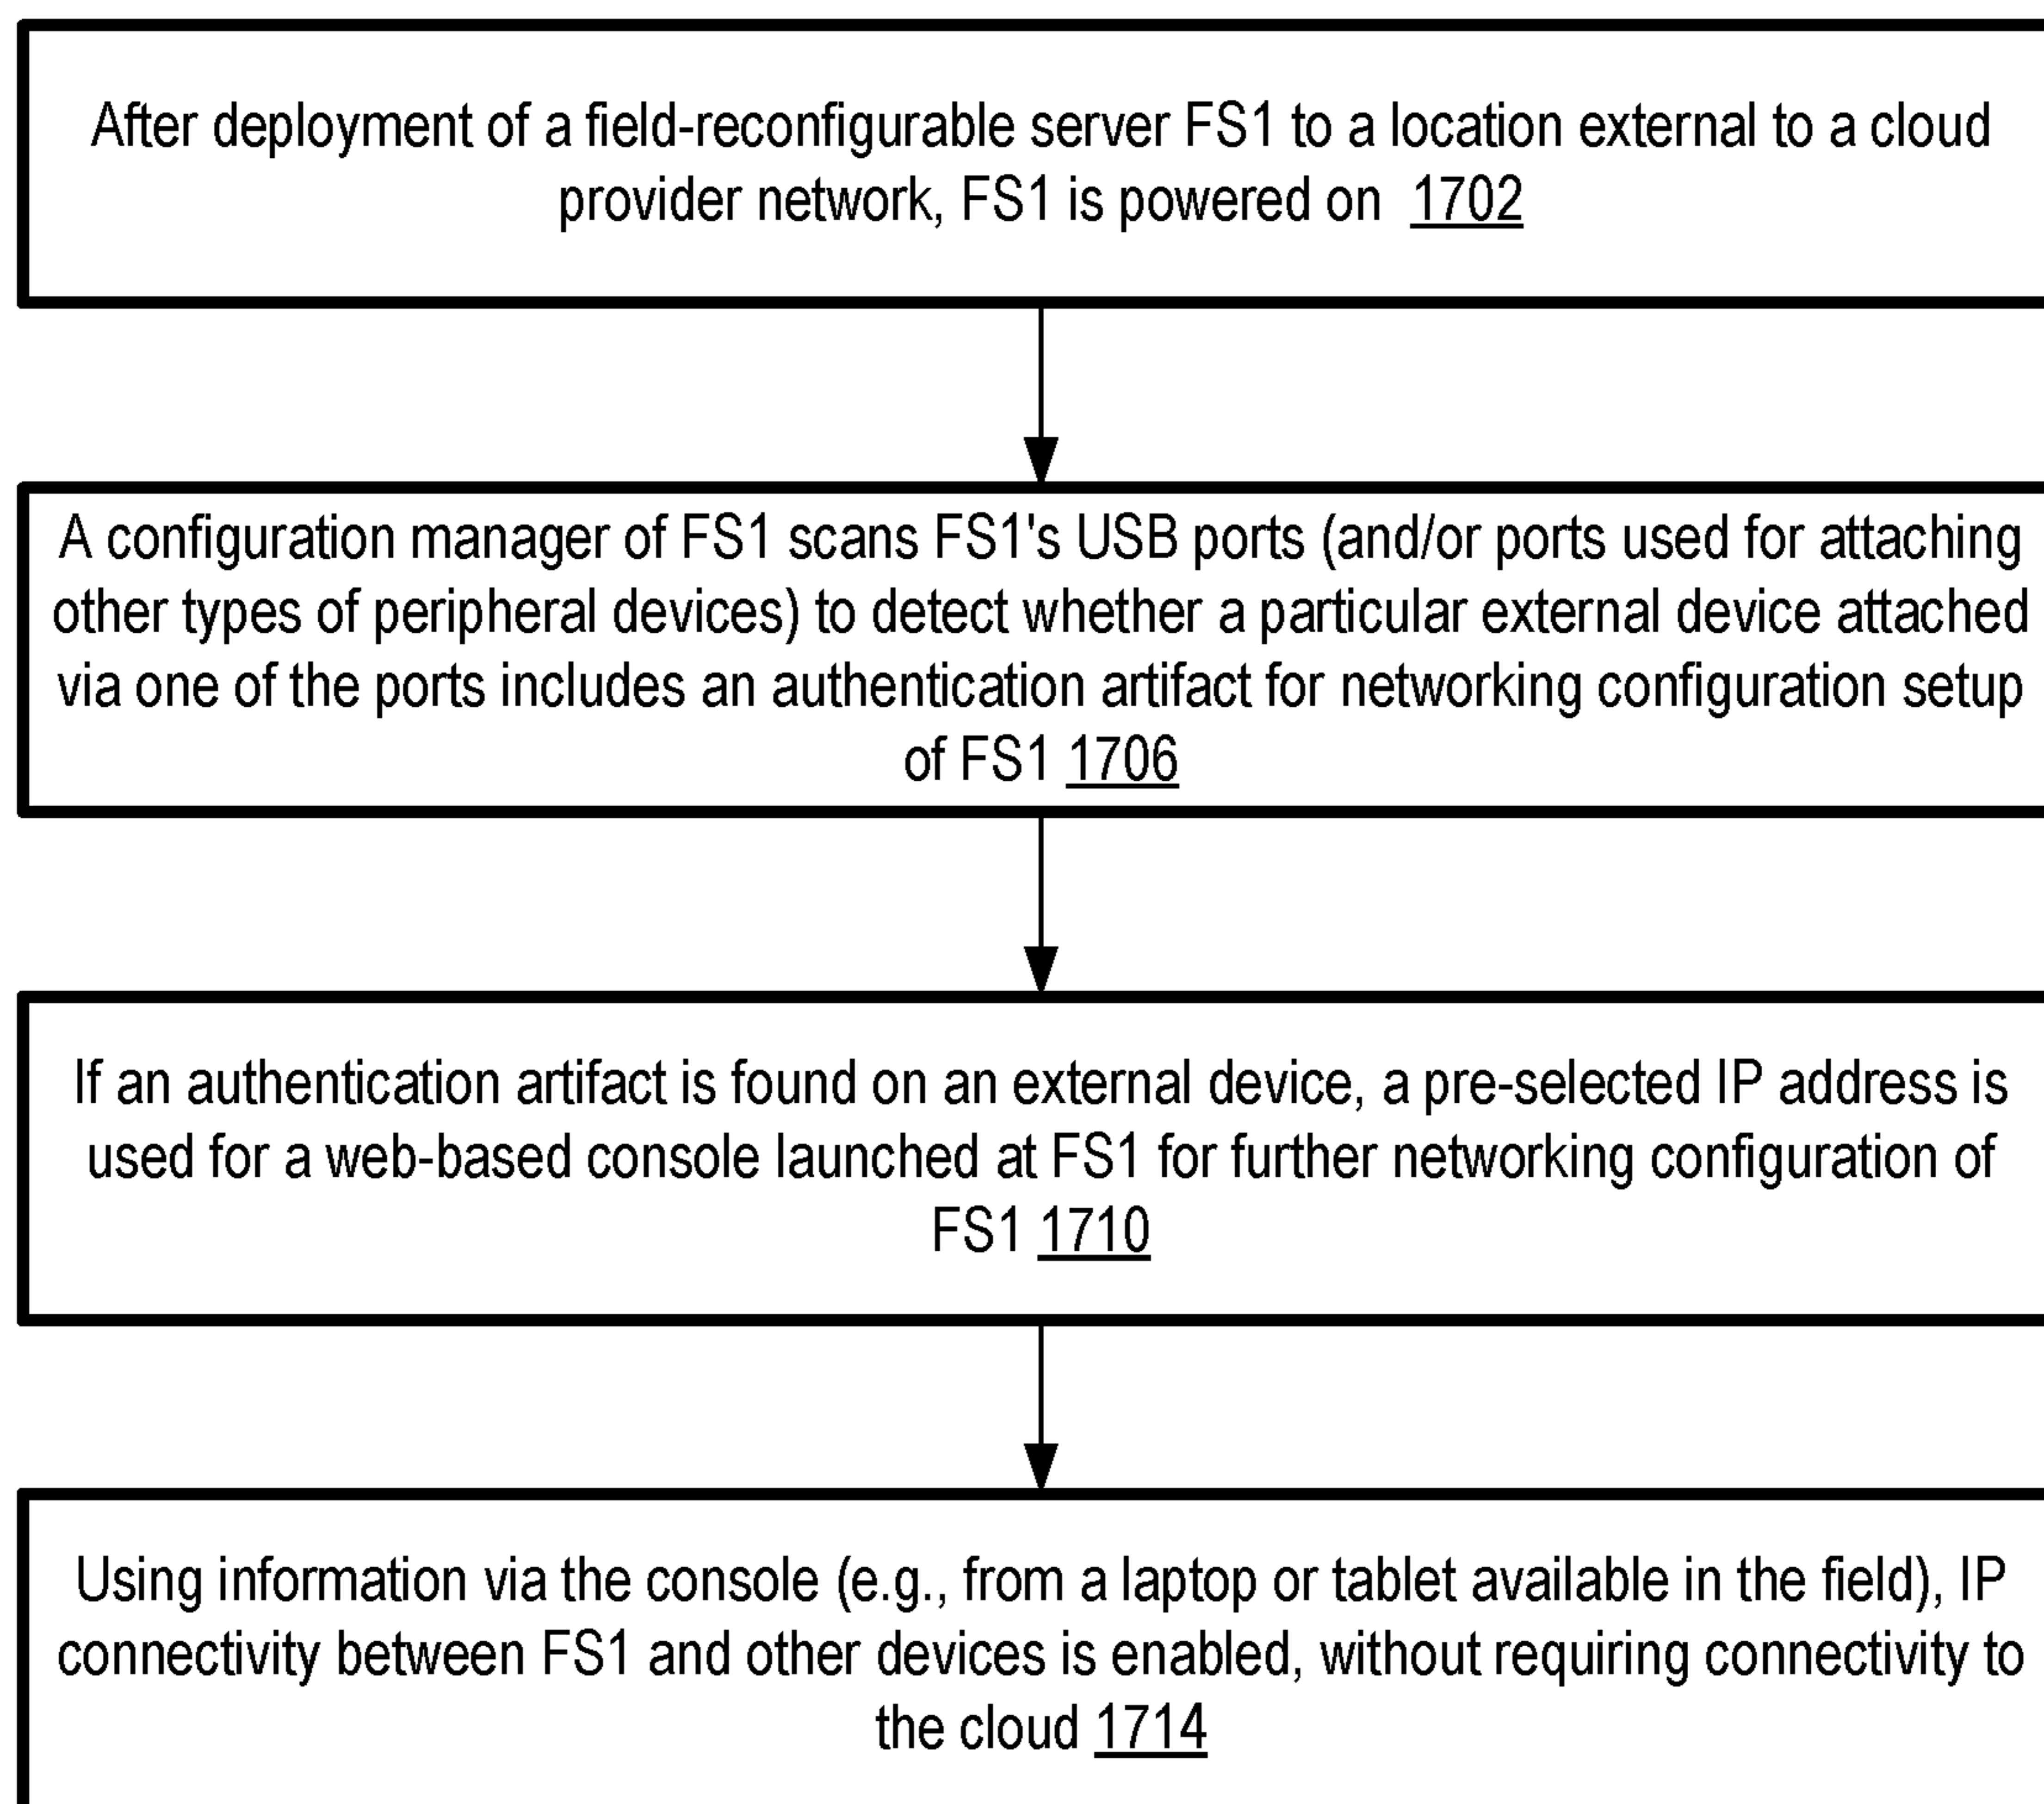 After deployment of a field-reconfigurable server FS1 to a location external to a cloud
provider network, FS1 is powered on 1702
A configuration manager of FS1 scans FS1's USB ports (and/or ports used for attaching
other types of peripheral devices) to detect whether a particular external device attached
via one of the ports includes an authentication artifact for networking configuration setup
of FS1 1706
If an authentication artifact is found on an external device, a pre-selected IP address is
used for a web-based console launched at FS1 for further networking configuration of
FS1 1710
Using information via the console (e.g., from a laptop or tablet available in the field), IP
connectivity between FS1 and other devices is enabled, without requiring connectivity to
the cloud 1714